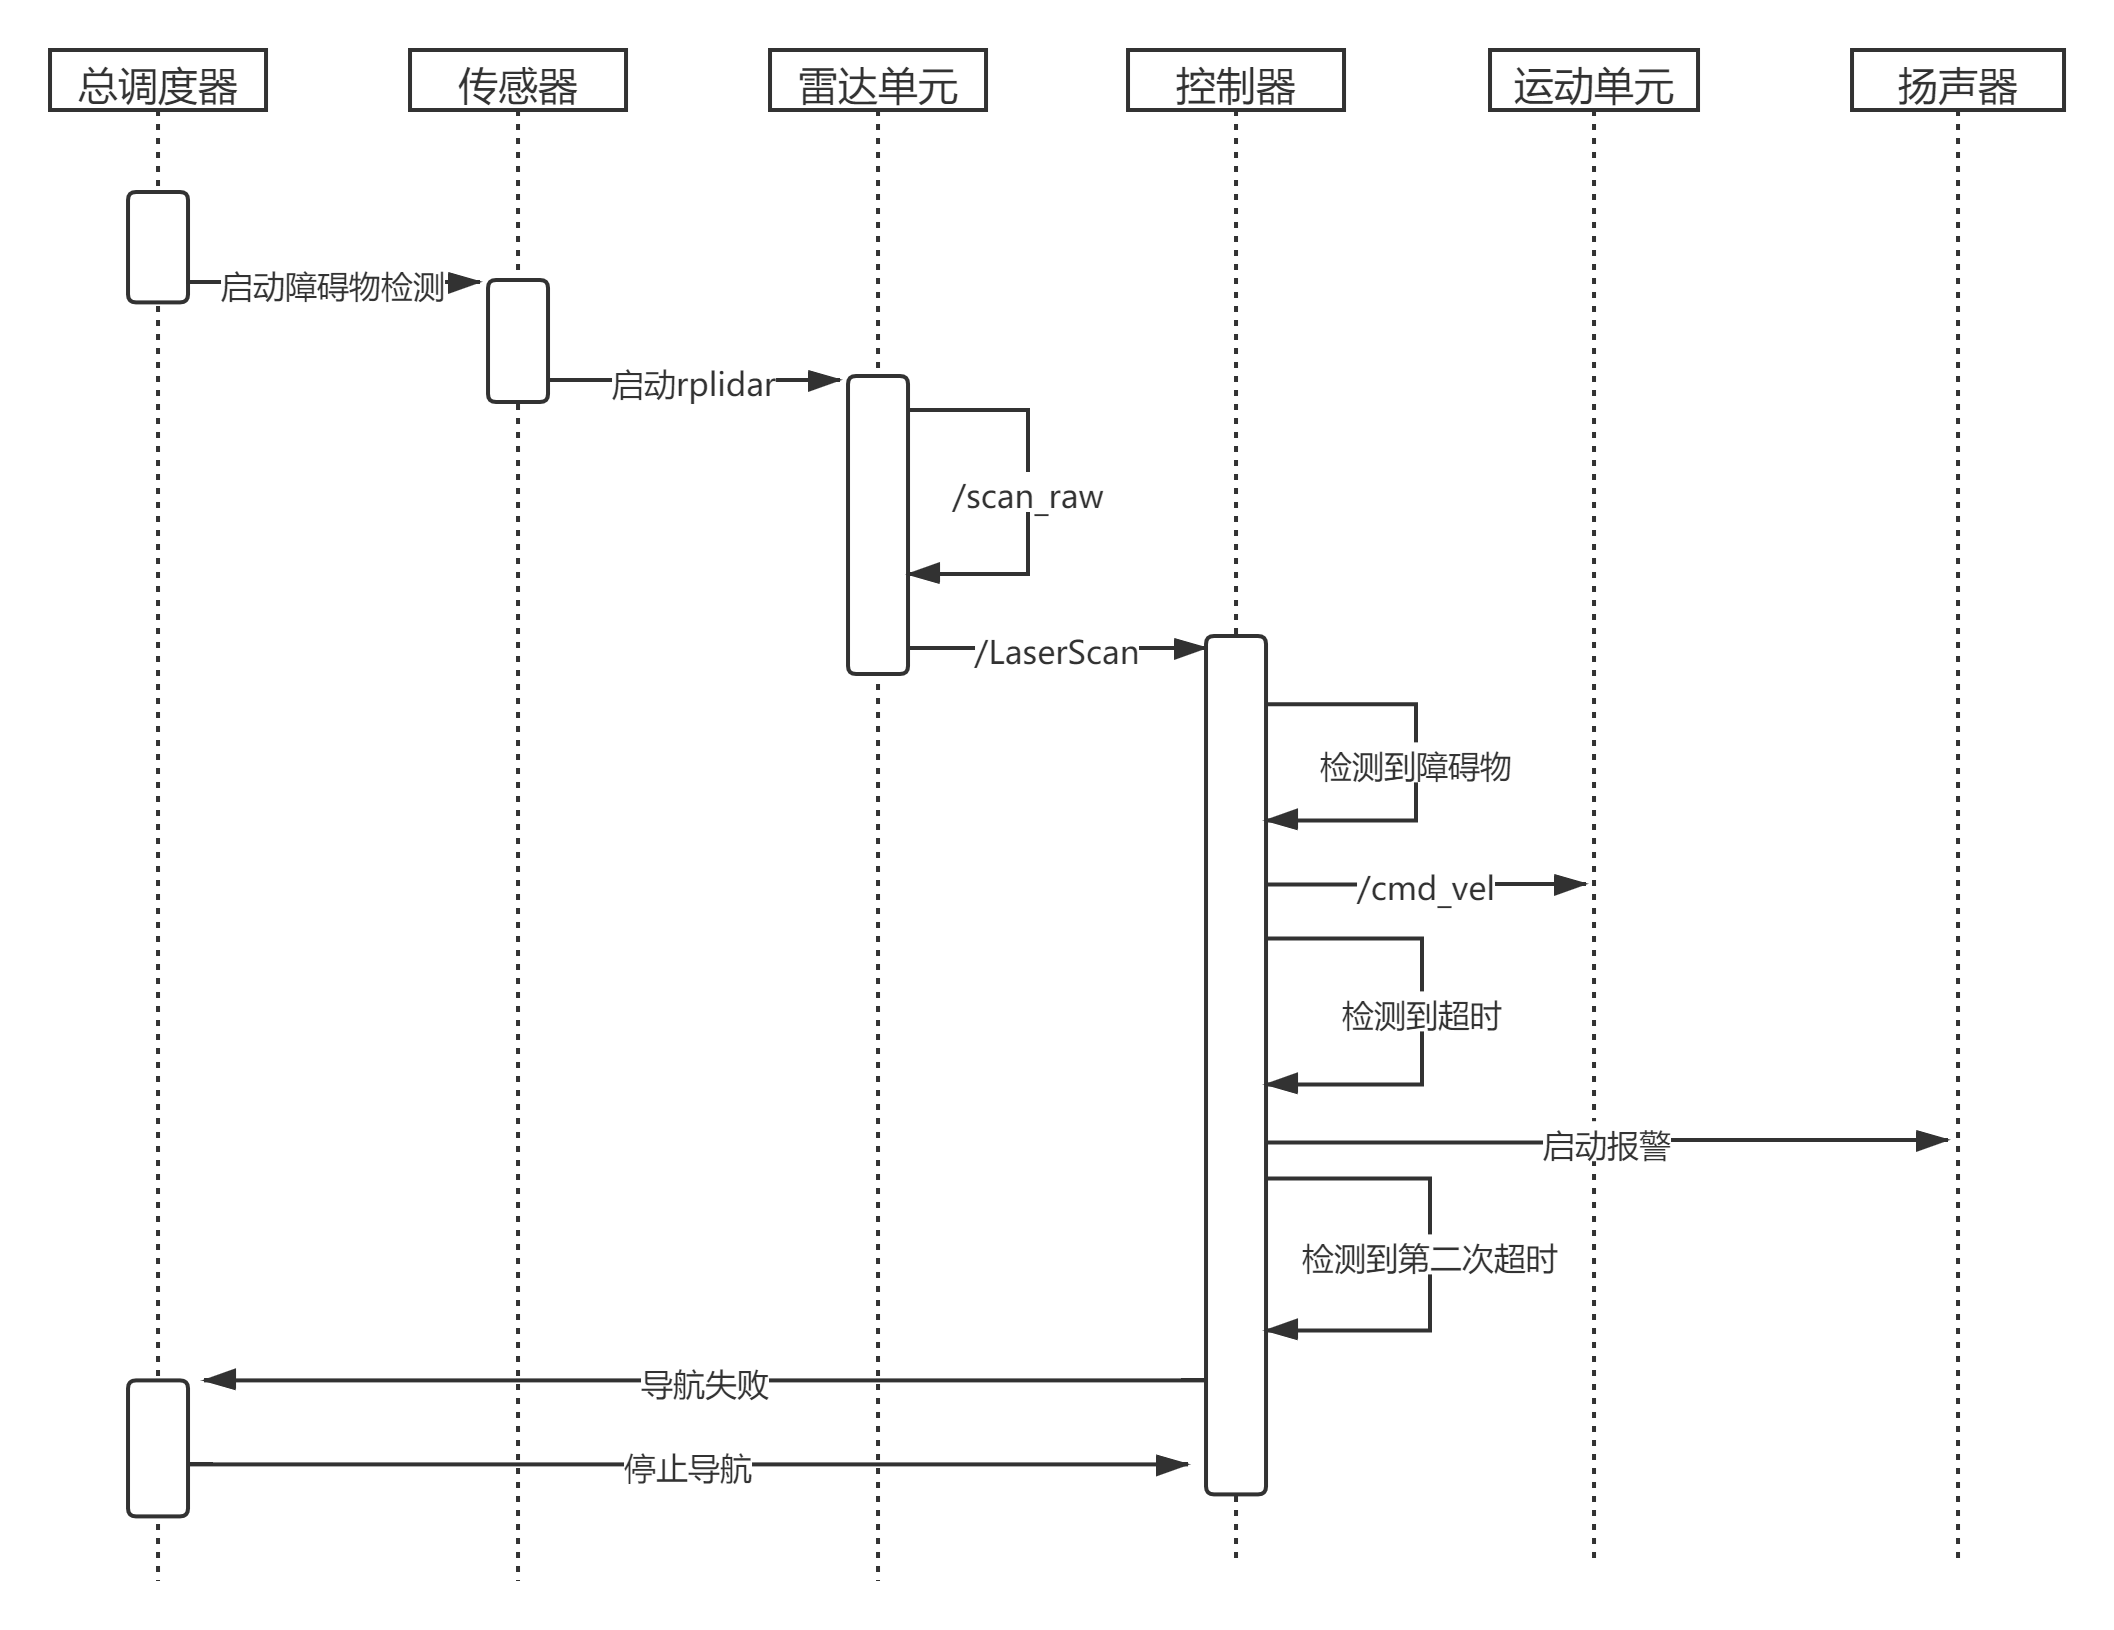 总调度器
传感器
雷达单元
控制器
运动单元
扬声器
启动障碍物检测
启动rplidar
/scan_raw
/LaserScan
检测到障碍物
/cmd_vel
检测到超时
启动报警
检测到第二次超时
导航失败
停止导航